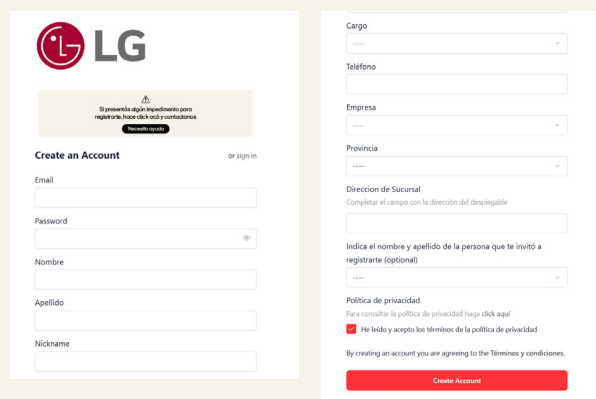 LG
Si presentás algún impedimento para
registrarte, hace click acá y contactanos
Necesito ayuda
Create an Account
or sign in
Email
Password
Nombre
Apellido
Nickname
Cargo
----
Teléfono
Empresa
----
Provincia
----
Direccion de Sucursal
Completar el campo con la dirección del desplegable
Indica el nombre y apellido de la persona que te invitó a
registrarte (optional)
----
Política de privacidad
Para consultar la política de privacidad haga click aquí
He leído y acepto los términos de la política de privacidad
By creating an account you are agreeing to the Términos y condiciones.
Create Account